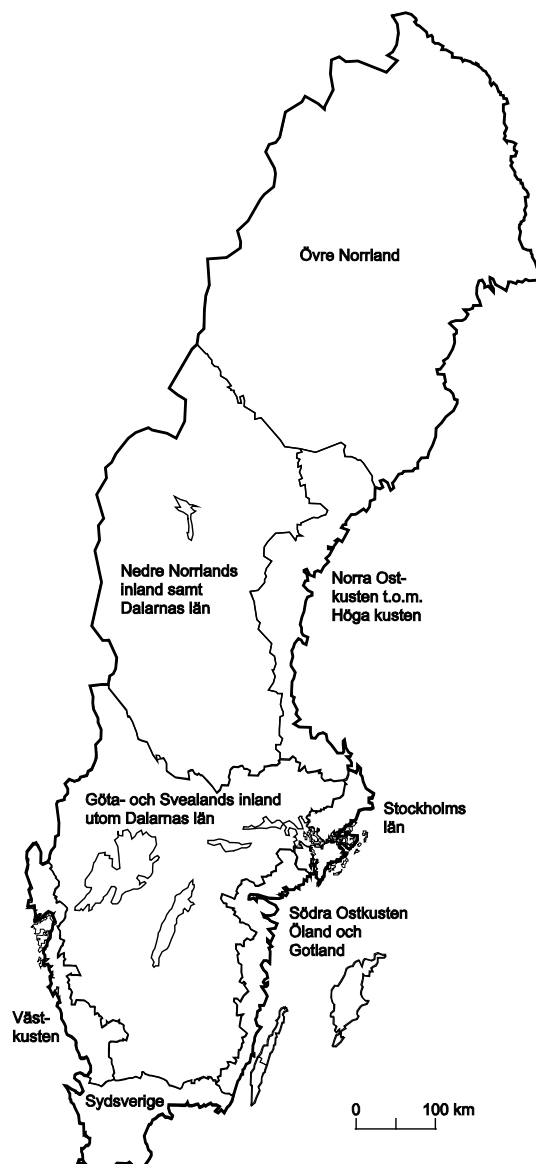 Övre Norrland
Nedre Norrlands
inland samt
Dalarnas län
Norra Ost-
kusten t.o.m.
Höga kusten
Göta- och Svealands inland
utom Dalarnas län
Stockholms
län
Södra Ostkusten
Öland och
Gotland
Väst-
kusten
Sydsverige
0 100 km